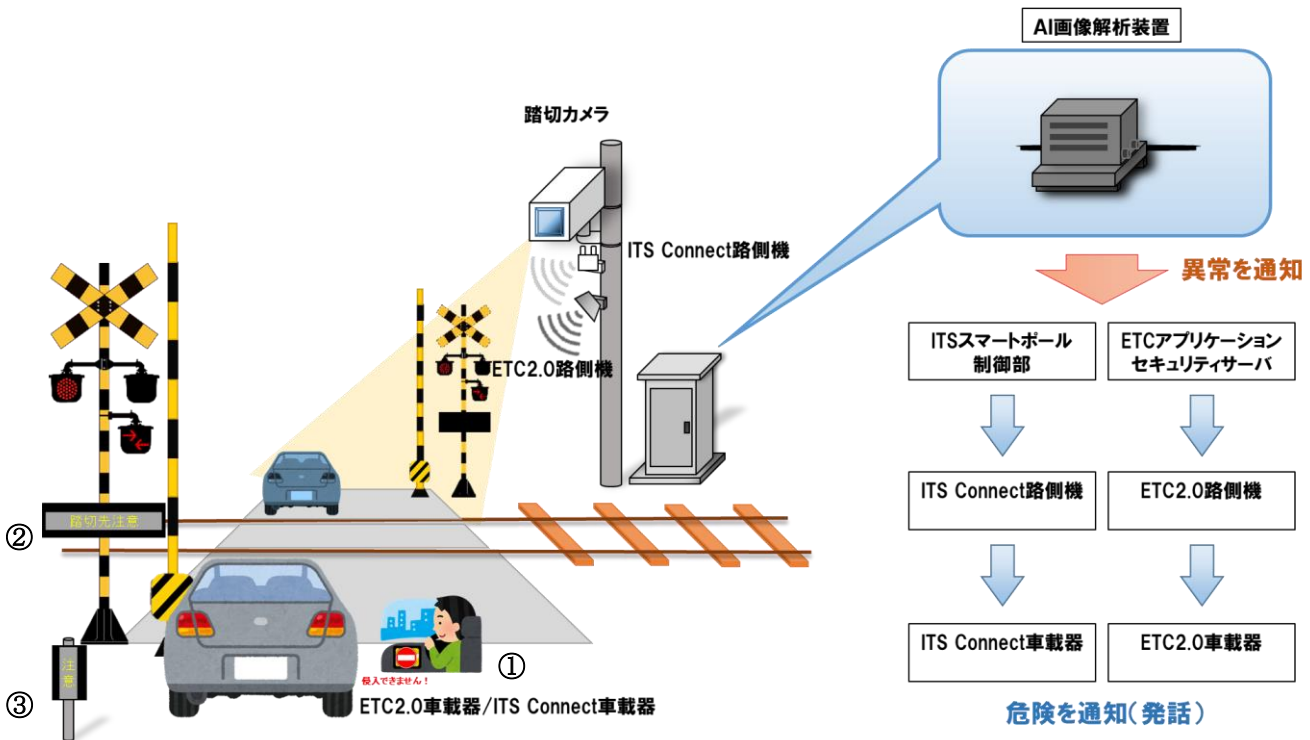 AI画像解析装置
踏切カメラ
ITS Connect路側機
異常を通知
ITSスマートポール
制御部
ETCアプリケーション
セキュリティサーバ
ETC2.0路側機
ITS Connect路側機
ETC2.0路側機
②
踏切先注意
①
ITS Connect車載器
ETC2.0車載器
③
注意
侵入できません!
ETC2.0車載器/ITS Connect車載器
危険を通知(発話)